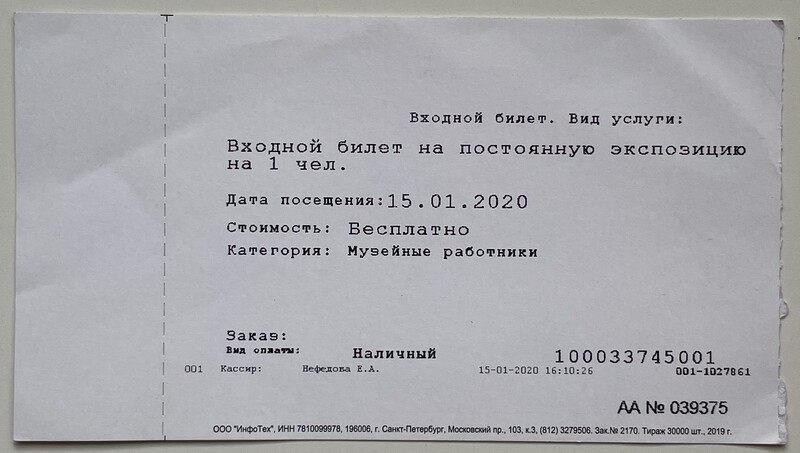 Входной билет. Вид услуги:
Входной билет на постоянную экспозицию
на 1 чел.
Дата посещения: 15.01.2020
Стоимость: Бесплатно
Категория: Музейные работники
Заказ:
Вид оплаты: Наличный 100033745001
001 Кассир: Нефедова Е.А. 15-01-2020 16:10:26 001-1027861
АА № 039375
ООО "ИнфоТех", ИНН 7810099978, 196006, г. Санкт-Петербург, Московский пр., 103, к.3, (812) 3279506. Зак.№ 2170. Тираж 30000 шт., 2019 г.